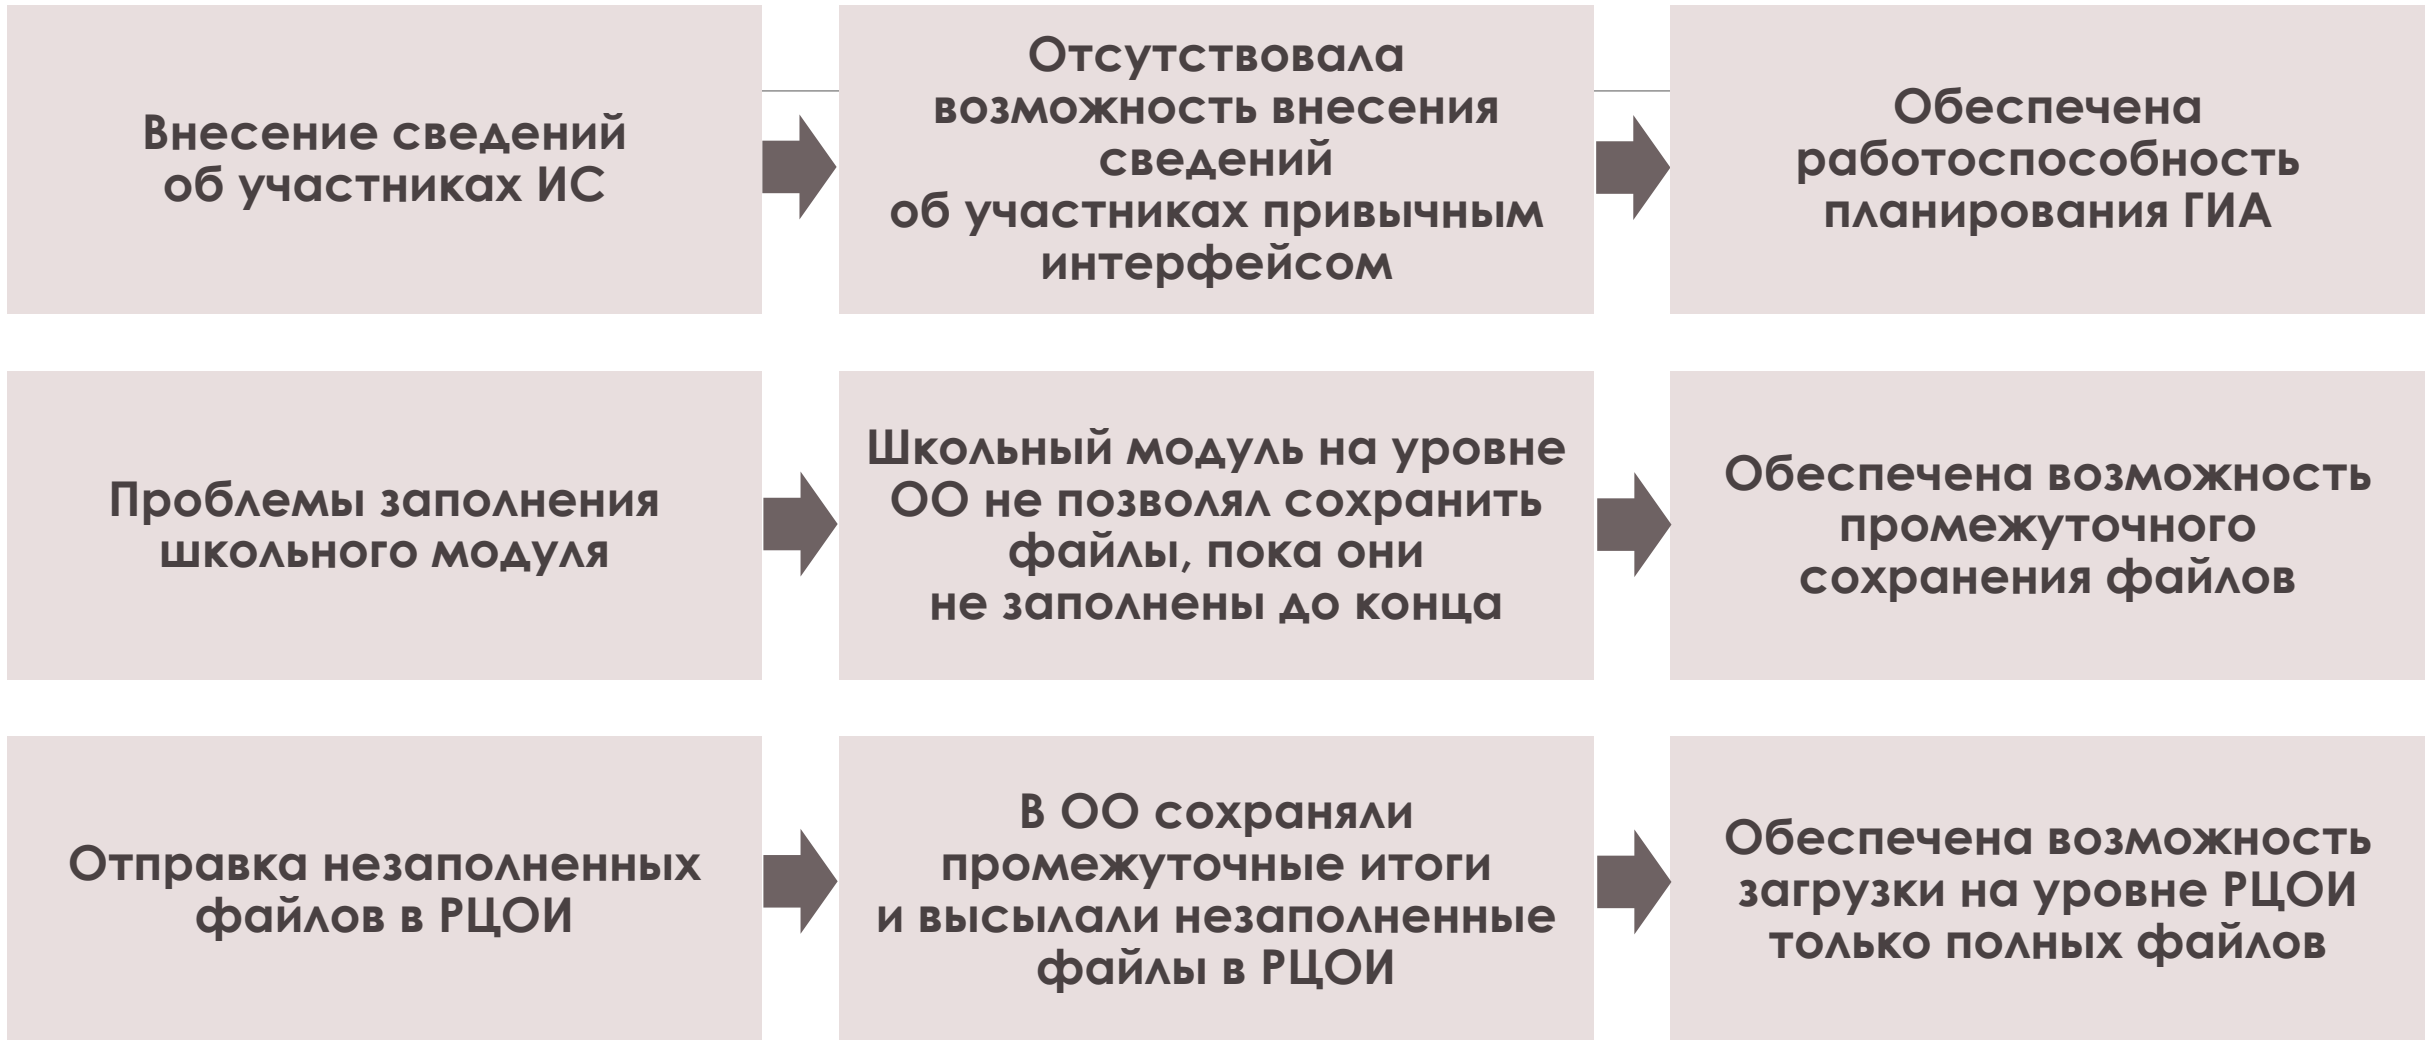 Внесение сведений
об участниках ИС
Отсутствовала
возможность внесения
сведений
об участниках привычным
интерфейсом
Обеспечена
работоспособность
планирования ГИА
Проблемы заполнения
школьного модуля
Школьный модуль на уровне
ОО не позволял сохранить
файлы, пока они
не заполнены до конца
Обеспечена возможность
промежуточного
сохранения файлов
Отправка незаполненных
файлов в РЦОИ
В ОО сохраняли
промежуточные итоги
и высылали незаполненные
файлы в РЦОИ
Обеспечена возможность
загрузки на уровне РЦОИ
только полных файлов